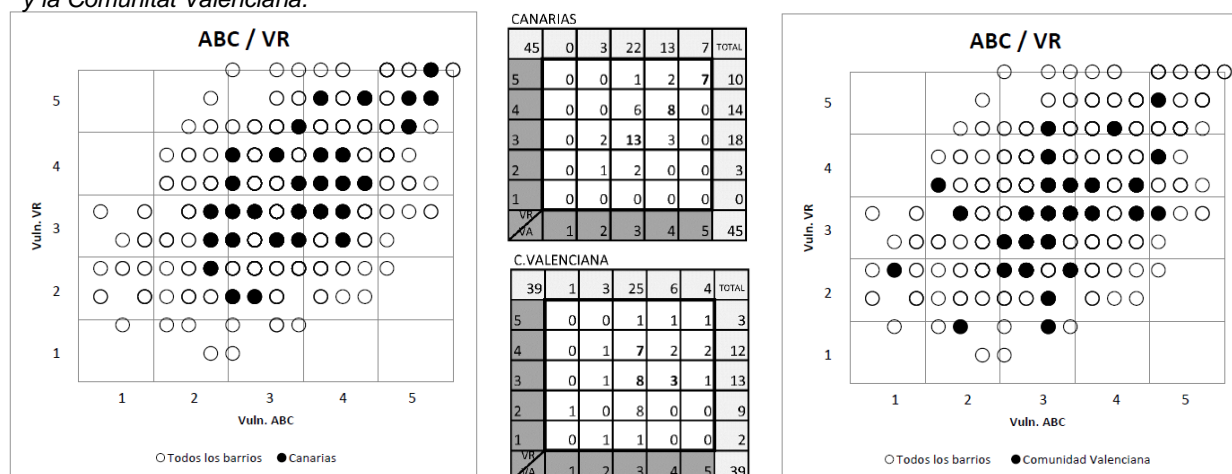 y la Comunitat Valenciana.
ABC / VR
5
4
3
2
1
Vuln. VR
1 2 3 4 5
Vuln. ABC
Todos los barrios Canarias
CANARIAS
45 0 3 22 13 7 TOTAL
5 0 0 1 2 7 10
4 0 0 6 8 0 14
3 0 2 13 3 0 18
2 0 1 2 0 0 3
1 0 0 0 0 0 0
VR
VA 1 2 3 4 5 45
C.VALENCIANA
39 1 3 25 6 4 TOTAL
5 0 0 1 1 1 3
4 0 1 7 2 2 12
3 0 1 8 3 1 13
2 1 0 8 0 0 9
1 0 1 1 0 0 2
VR
VA 1 2 3 4 5 39
ABC / VR
5
4
3
2
1
Vuln. VR
1 2 3 4 5
Vuln. ABC
Todos los barrios Comunidad Valenciana